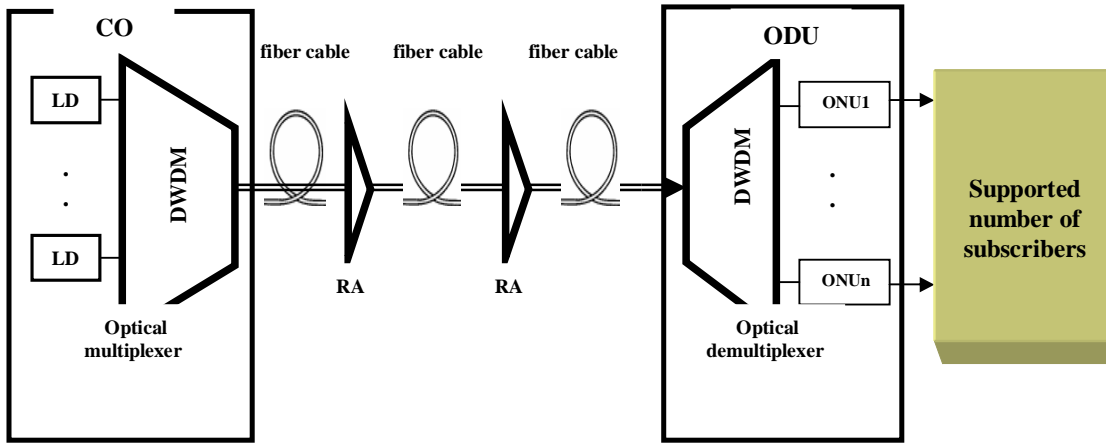 CO
LD
LD
DWDM
Optical
multiplexer
fiber cable
fiber cable
fiber cable
RA
RA
ODU
DWDM
Optical
demultiplexer
ONU1
ONUn
Supported
number of
subscribers